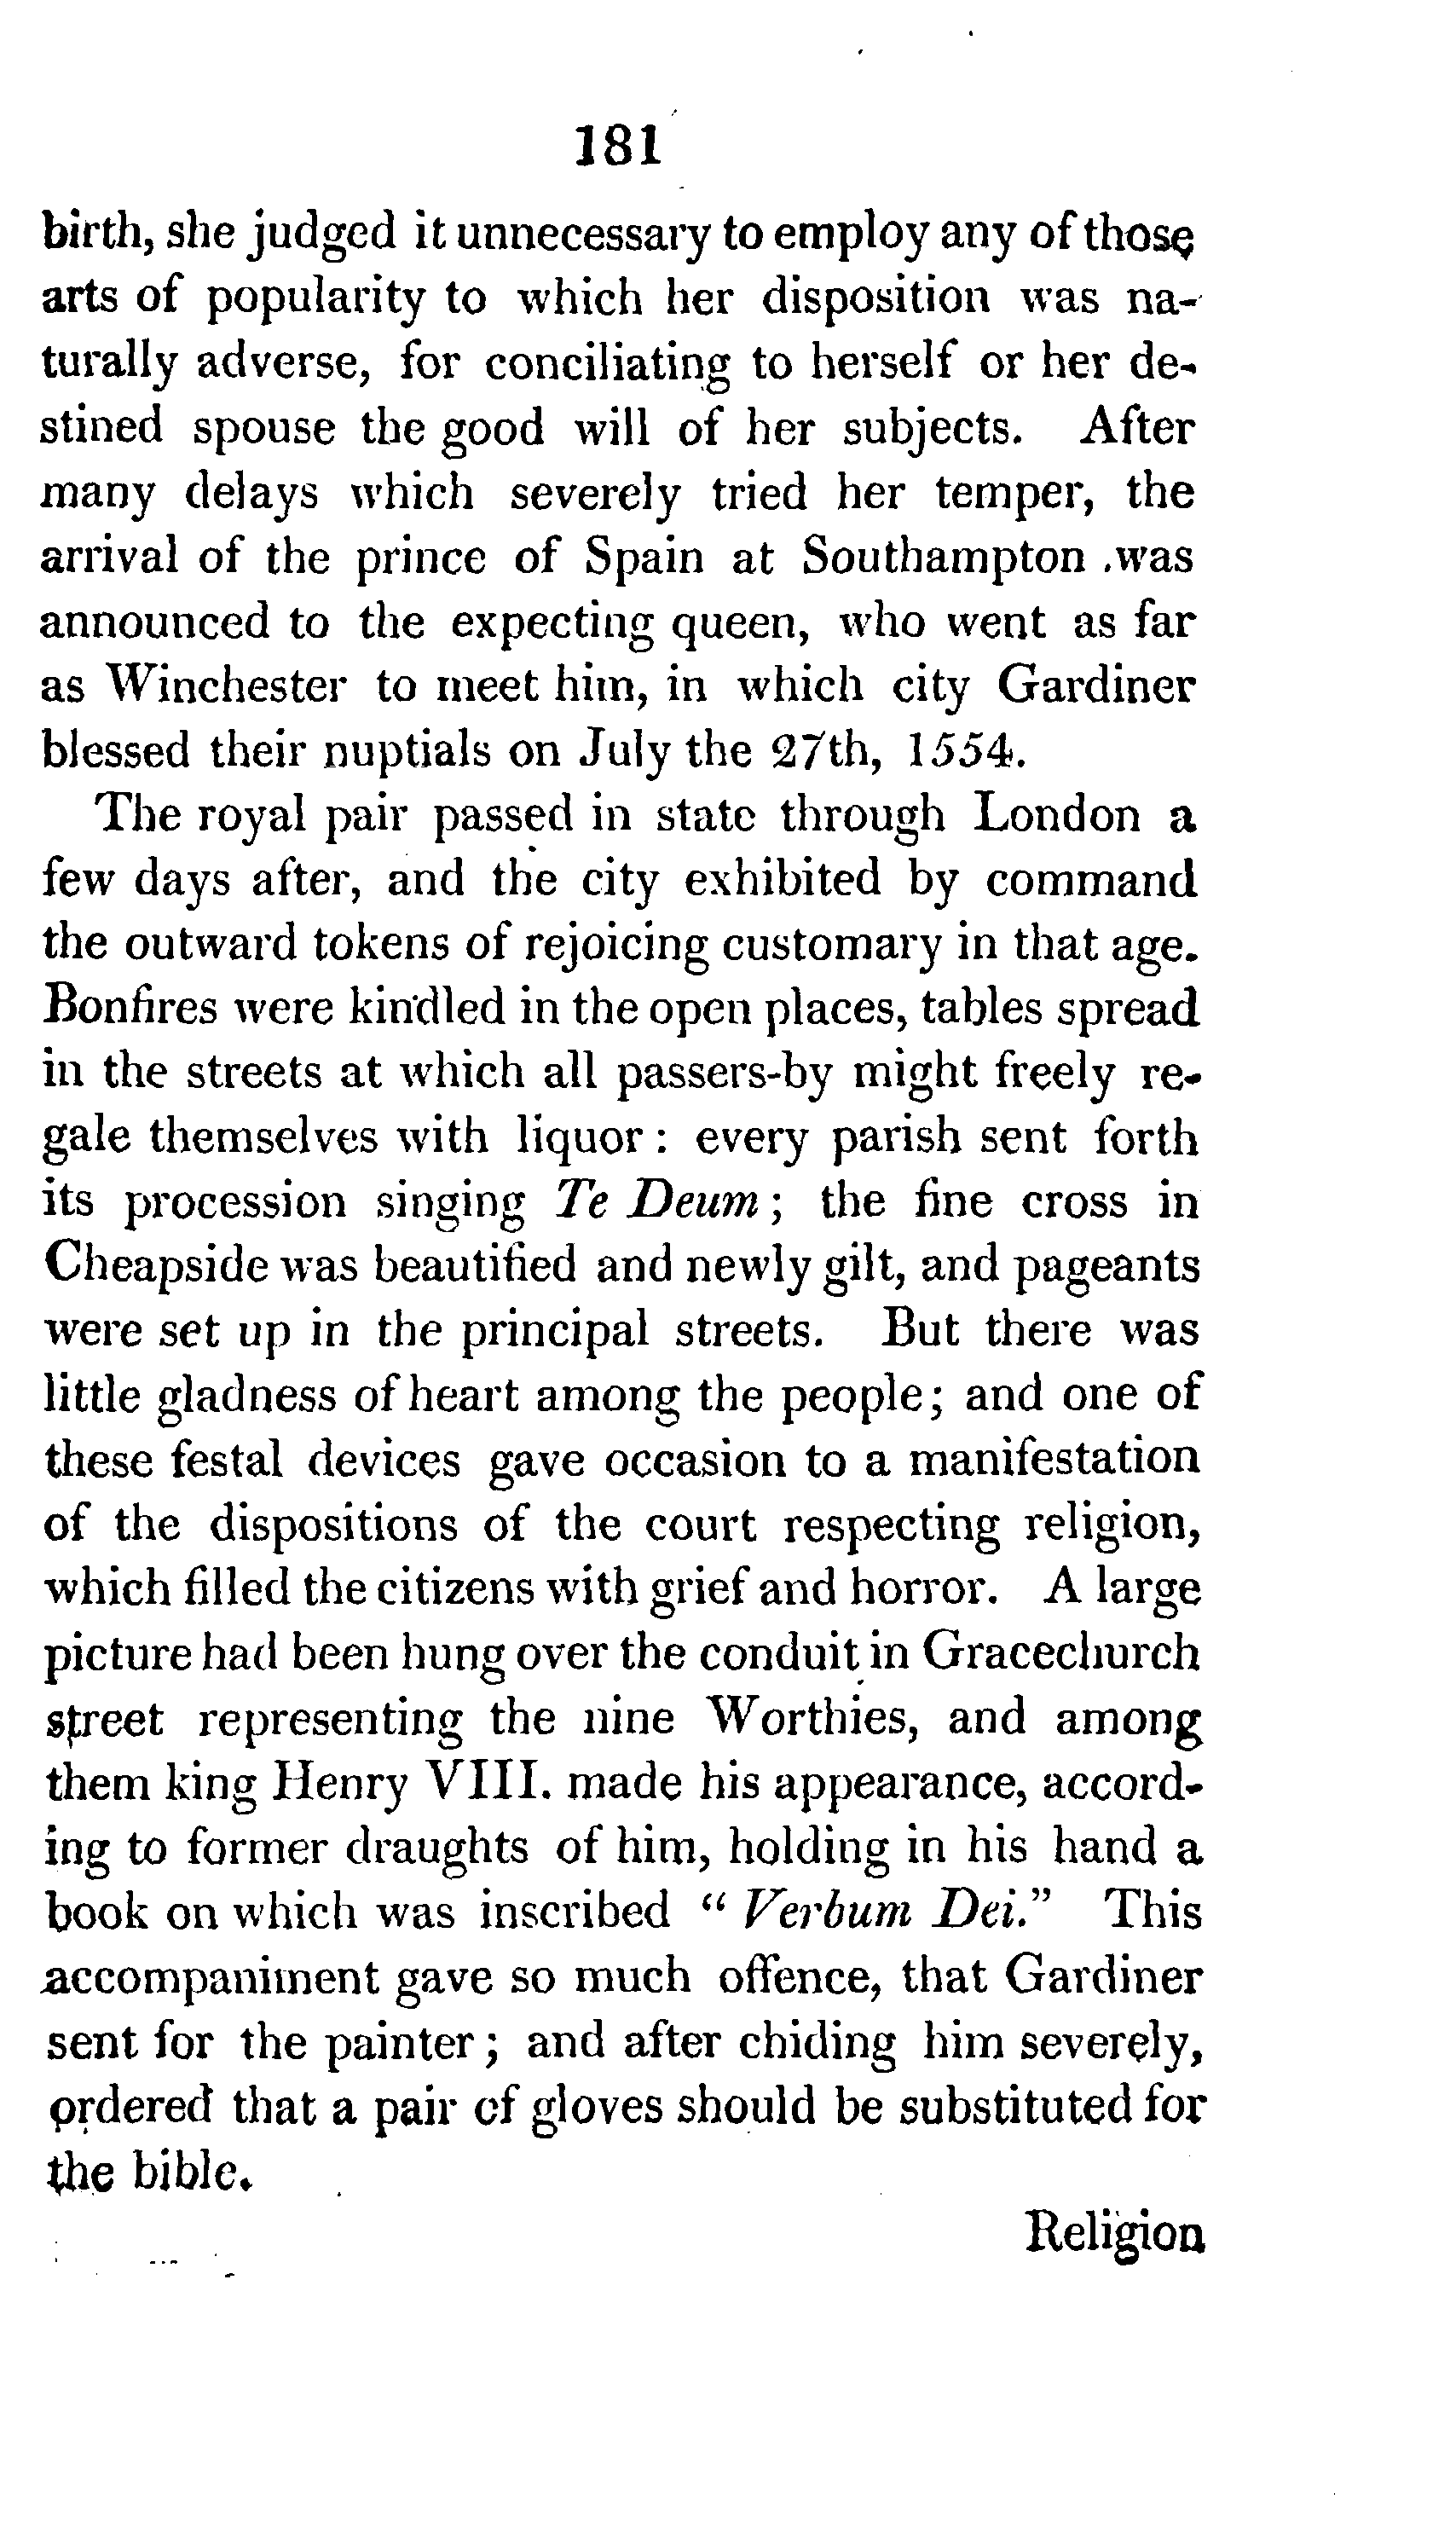 181
birth, she judged it unnecessary to employ any of those
arts of popularity to which her disposition was na-
turally adverse, for conciliating to herself or her de-
stined spouse the good will of her subjects. After
many delays which severely tried her temper, the
arrival of the prince of Spain at Southampton was
announced to the expecting queen, who went as far
as Winchester to meet him, in which city Gardiner
blessed their nuptials on July the 27th, 1554.
The royal pair passed in state through London a
few days after, and the city exhibited by command
the outward tokens of rejoicing customary in that age.
Bonfires were kindled in the open places, tables spread
in the streets at which all passers-by might freely re-
gale themselves with liquor : every parish sent forth
its procession singing Te Deum ; the fine cross in
Cheapside was beautified and newly gilt, and pageants
were set up in the principal streets. But there was
little gladness of heart among the people; and one of
these festal devices gave occasion to a manifestation
of the dispositions of the court respecting religion,
which filled the citizens with grief and horror. A large
picture had been hung over the conduit in Gracechurch
street representing the nine Worthies, and among
them king Henry VIII. made his appearance, accord-
ing to former draughts of him, holding in his hand a
book on which was inscribed " Verbum Dei." This
accompaniment gave so much offence, that Gardiner
sent for the painter ; and after chiding him severely,
ordered that a pair of gloves should be substituted for
the bible.
Religion